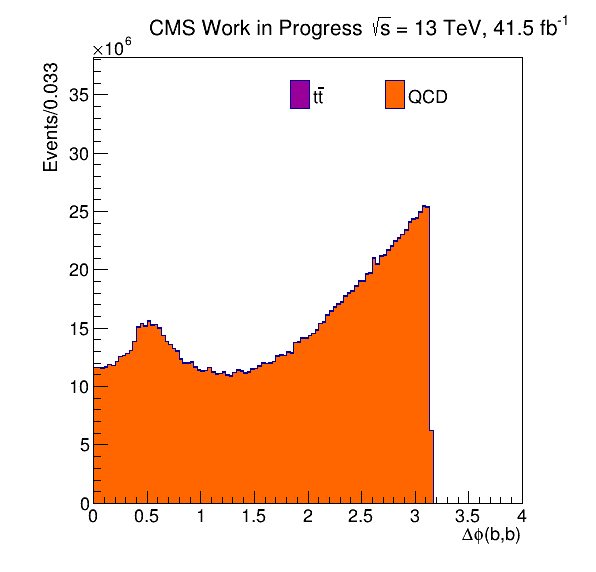 CMS Work in Progress √s = 13 TeV, 41.5 fb⁻¹
×10⁶
Events/0.033
tt̅
QCD
35
30
25
20
15
10
5
0
0 0.5 1 1.5 2 2.5 3 3.5 4
Δϕ(b,b)